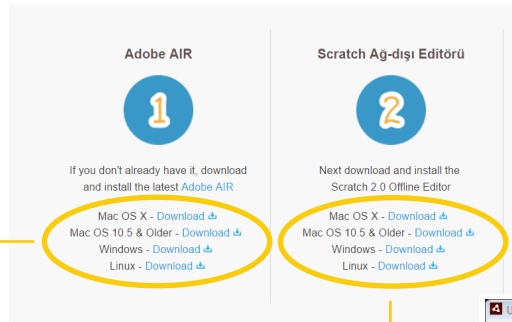 Adobe AIR
1
If you don't already have it, download
and install the latest Adobe AIR
Mac OS X - Download
Mac OS 10.5 & Older - Download
Windows - Download
Linux - Download
Scratch Ağ-dışı Editörü
2
Next download and install the
Scratch 2.0 Offline Editor
Mac OS X - Download
Mac OS 10.5 & Older - Download
Windows - Download
Linux - Download